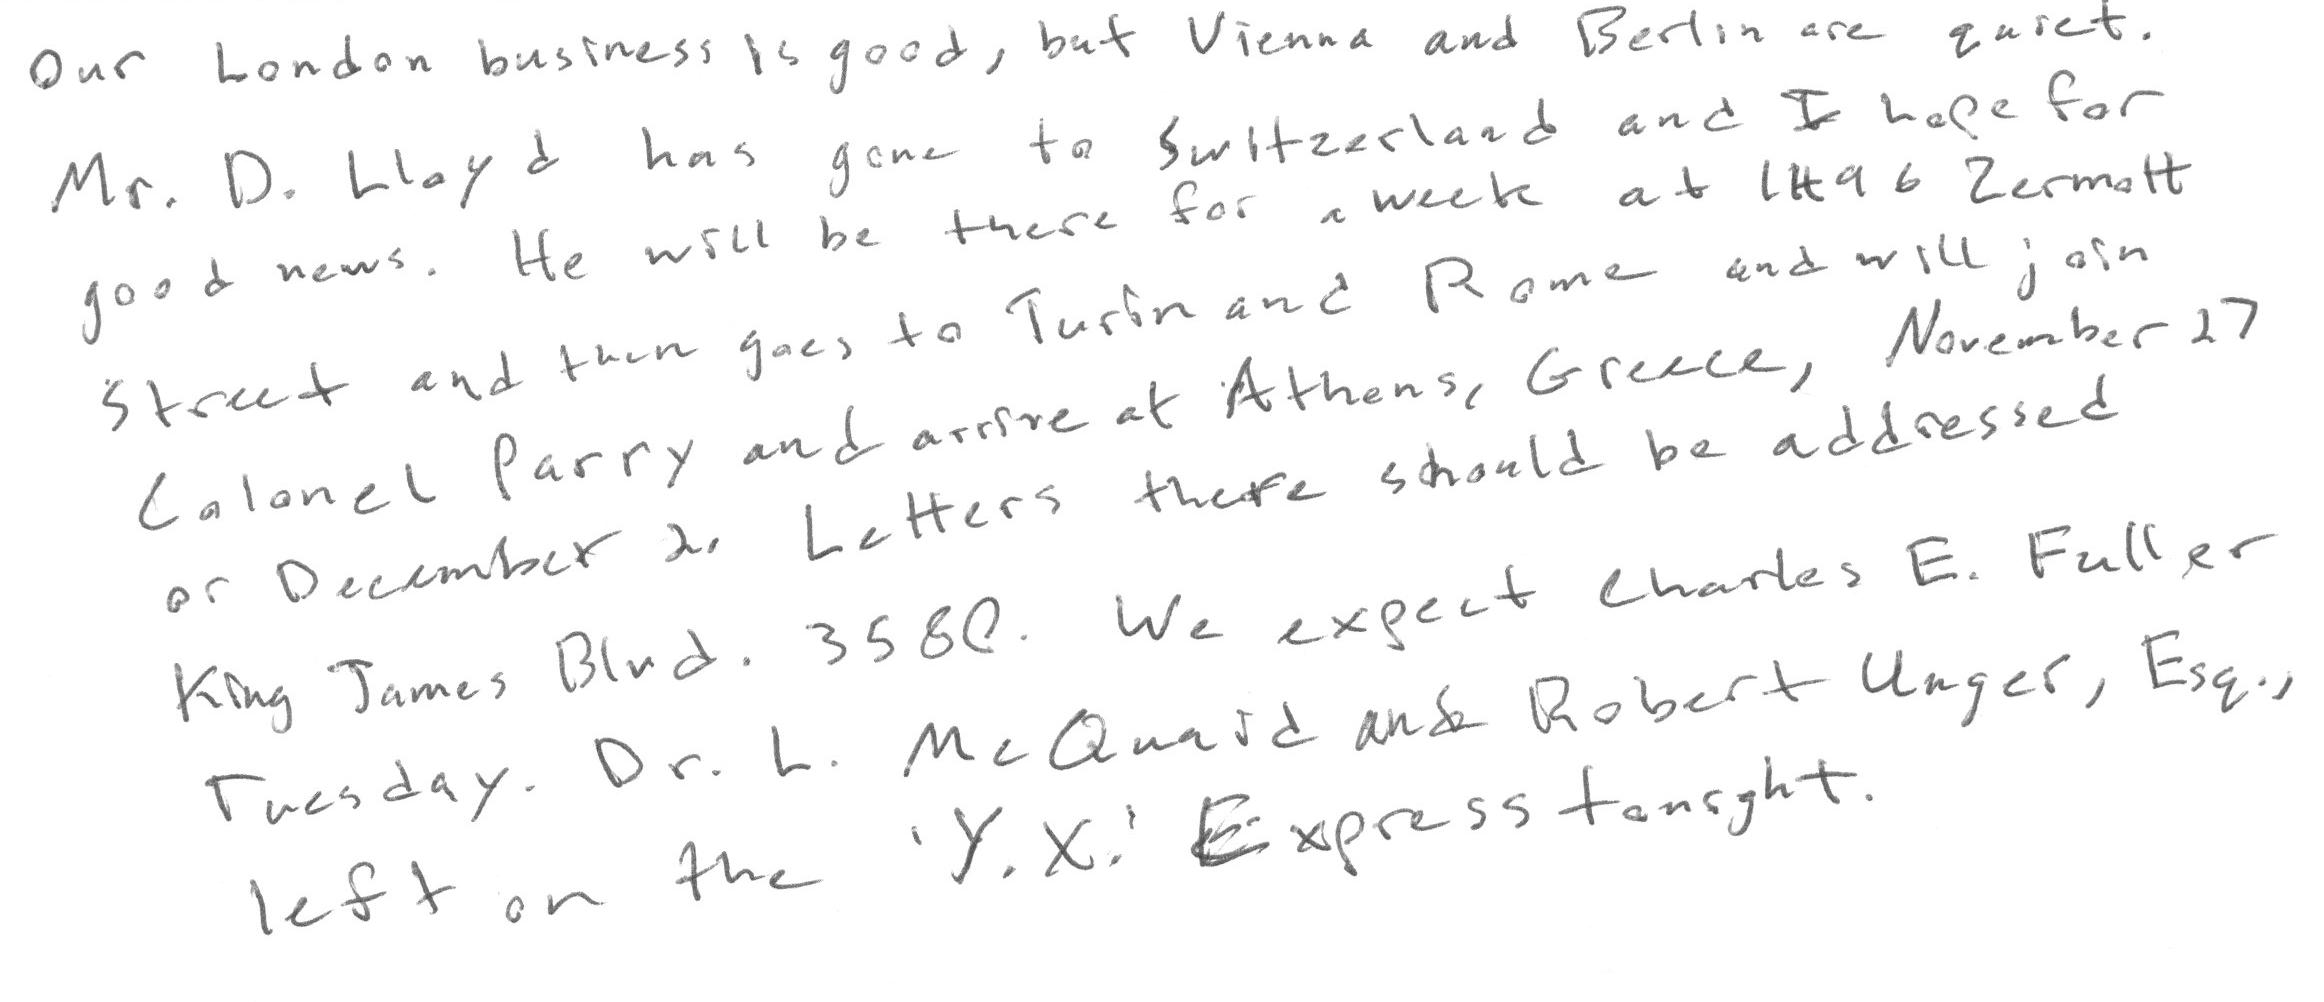 Our London business is good, but Vienna and Berlin are quiet.
Mr. D. Lloyd has gone to Switzerland and I hope for
good news. He will be there for a week at 1496 Zermott
Street and then goes to Turin and Rome and will join
Colonel Parry and arrive at Athens, Greece, November 27
or December 2. Letters there should be addressed
King James Blvd. 3580. We expect Charles E. Fuller
Tuesday. Dr. L. McQuaid and Robert Unger, Esq.,
left on the 'Y.X.' Express tonight.